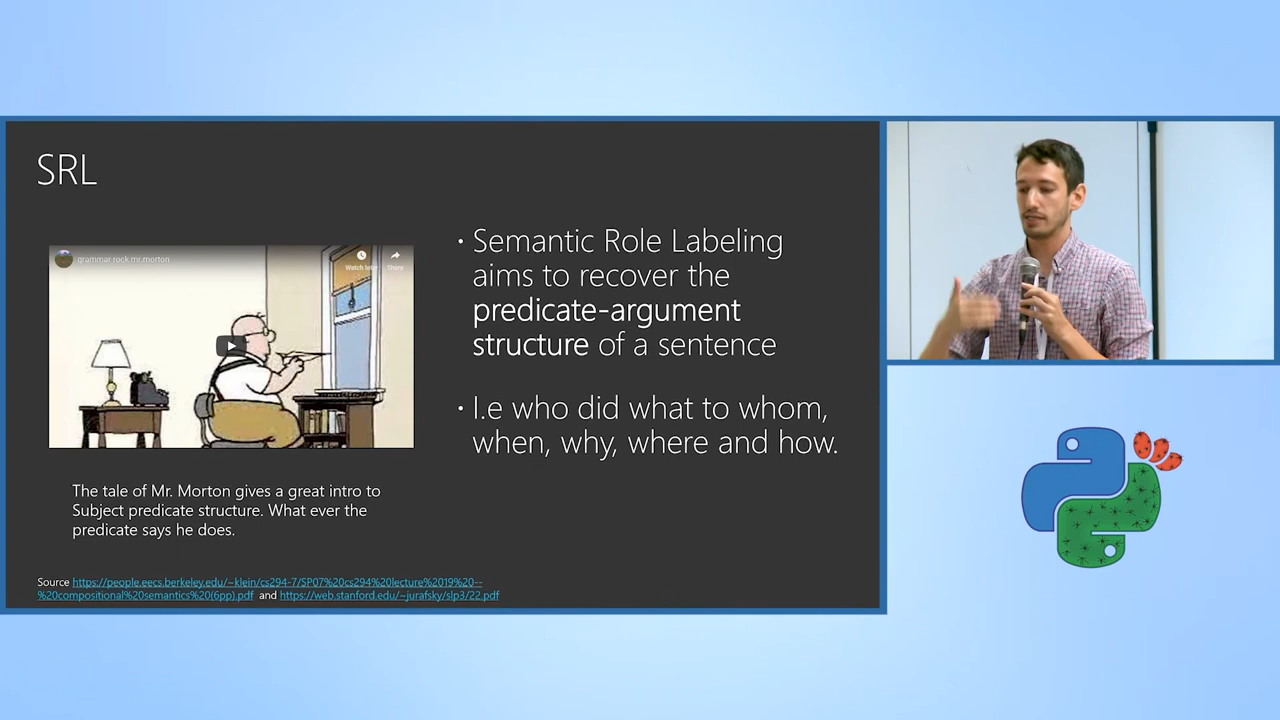 SRL
grammar rock mr.morton
Watch later
Share
· Semantic Role Labeling
aims to recover the
predicate-argument
structure of a sentence
· I.e who did what to whom,
when, why, where and how.
The tale of Mr. Morton gives a great intro to
Subject predicate structure. What ever the
predicate says he does.
Source https://people.eecs.berkeley.edu/~klein/cs294-7/SP07%20cs294%20lecture%2019%20--
%20compositional%20semantics%20(6pp).pdf and https://web.stanford.edu/~jurafsky/slp3/22.pdf